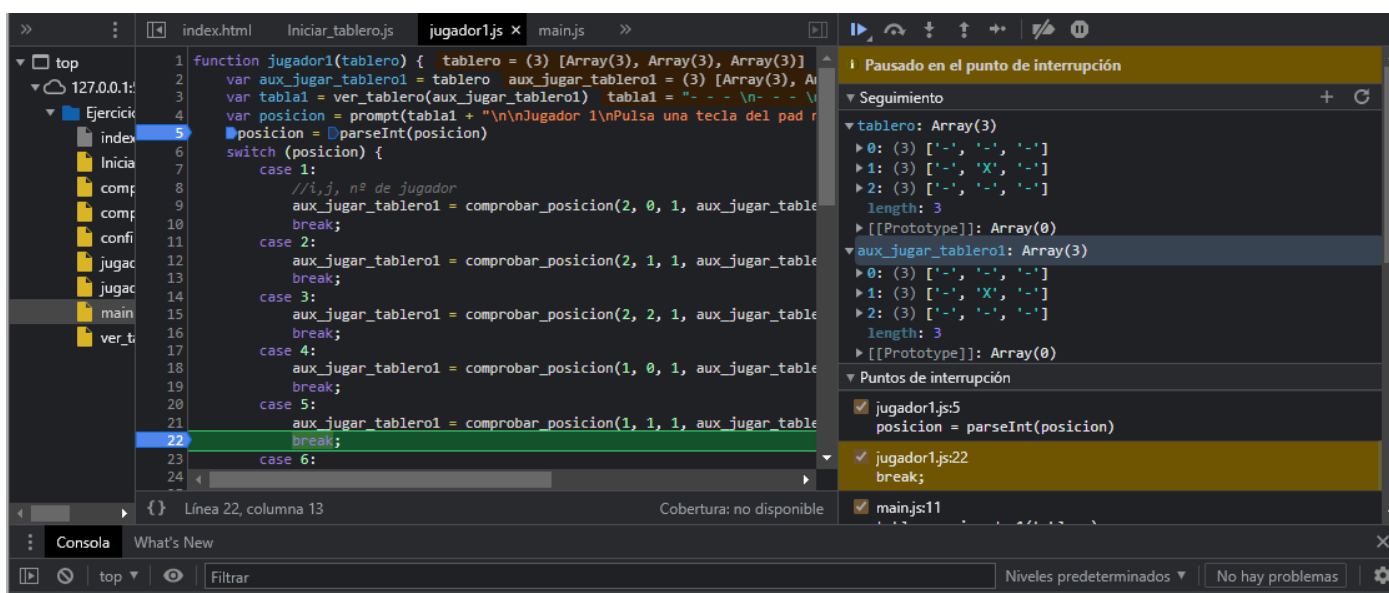 index.html Iniciar_tablero.js jugador1.js × main.js »
top
127.0.0.1:
Ejercici
index
Inicia
comp
comp
confi
jugad
jugad
main
ver_ta
1 function jugador1(tablero) { tablero = (3) [Array(3), Array(3), Array(3)]
2 var aux_jugar_tablero1 = tablero aux_jugar_tablero1 = (3) [Array(3), A
3 var tabla1 = ver_tablero(aux_jugar_tablero1) tabla1 = "- - - \n- - - \
4 var posicion = prompt(tabla1 + "\n\nJugador 1\nPulsa una tecla del pad
5 posicion = parseInt(posicion)
6 switch (posicion) {
7 case 1:
8 //i,j, nº de jugador
9 aux_jugar_tablero1 = comprobar_posicion(2, 0, 1, aux_jugar_table
10 break;
11 case 2:
12 aux_jugar_tablero1 = comprobar_posicion(2, 1, 1, aux_jugar_table
13 break;
14 case 3:
15 aux_jugar_tablero1 = comprobar_posicion(2, 2, 1, aux_jugar_table
16 break;
17 case 4:
18 aux_jugar_tablero1 = comprobar_posicion(1, 0, 1, aux_jugar_table
19 break;
20 case 5:
21 aux_jugar_tablero1 = comprobar_posicion(1, 1, 1, aux_jugar_table
22 break;
23 case 6:
24
{} Línea 22, columna 13 Cobertura: no disponible
Pausado en el punto de interrupción
Seguimiento
tablero: Array(3)
0: (3) ['-', '-', '-']
1: (3) ['-', 'X', '-']
2: (3) ['-', '-', '-']
length: 3
[[Prototype]]: Array(0)
aux_jugar_tablero1: Array(3)
0: (3) ['-', '-', '-']
1: (3) ['-', 'X', '-']
2: (3) ['-', '-', '-']
length: 3
[[Prototype]]: Array(0)
Puntos de interrupción
jugador1.js:5
posicion = parseInt(posicion)
jugador1.js:22
break;
main.js:11
Consola What's New
top Filtrar Niveles predeterminados No hay problemas